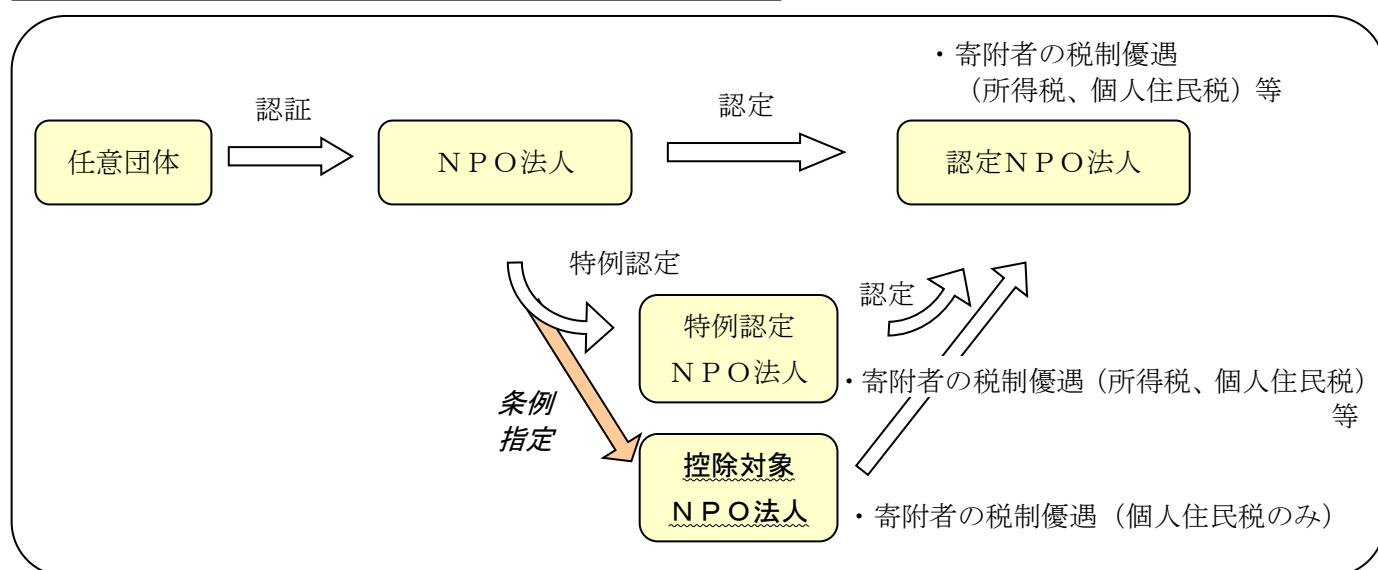 ・寄附者の税制優遇
（所得税、個人住民税）等
認証
認定
任意団体
ＮＰＯ法人
認定ＮＰＯ法人
特例認定
認定
特例認定
ＮＰＯ法人
・寄附者の税制優遇（所得税、個人住民税）
等
条例
指定
控除対象
ＮＰＯ法人
・寄附者の税制優遇（個人住民税のみ）